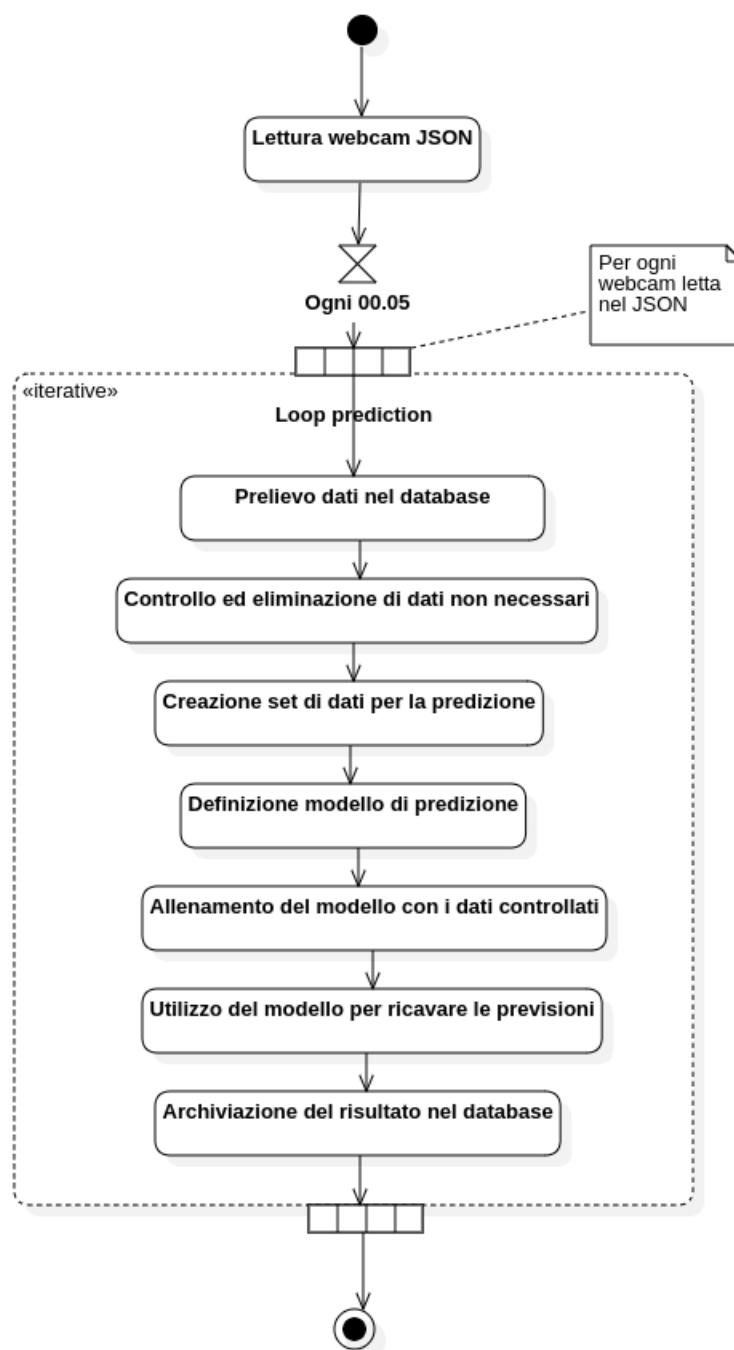 Lettura webcam JSON
Ogni 00.05
Per ogni
webcam letta
nel JSON
«iterative»
Loop prediction
Prelievo dati nel database
Controllo ed eliminazione di dati non necessari
Creazione set di dati per la predizione
Definizione modello di predizione
Allenamento del modello con i dati controllati
Utilizzo del modello per ricavare le previsioni
Archiviazione del risultato nel database